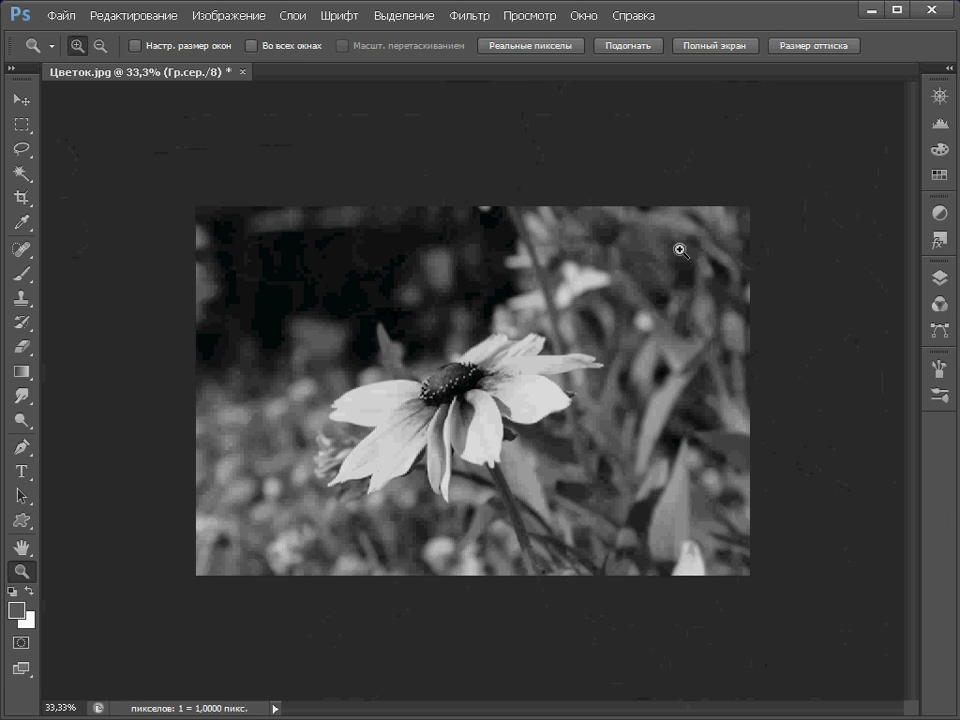 Ps Файл Редактирование Изображение Слои Шрифт Выделение Фильтр Просмотр Окно Справка
Настр. размер окон Во всех окнах Масшт. перетаскиванием Реальные пикселы Подогнать Полный экран Размер оттиска
Цветок.jpg @ 33,3% (Гр.сер./8) * ×
T
33,33% пикселов: 1 = 1,0000 пикс.